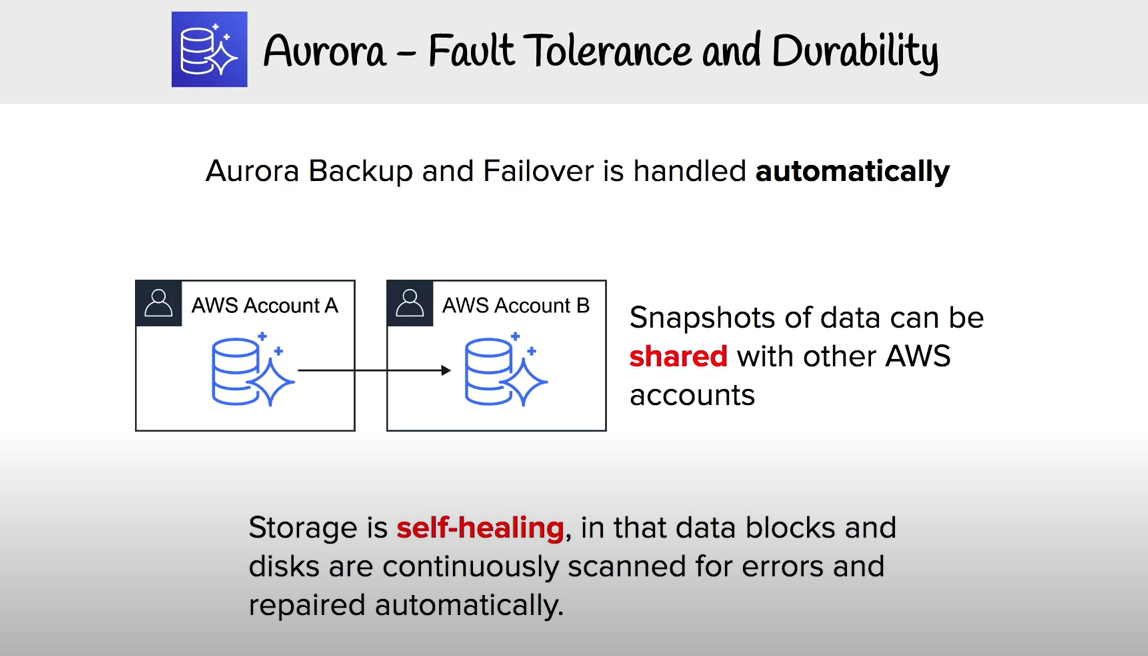 Aurora – Fault Tolerance and Durability
Aurora Backup and Failover is handled automatically
AWS Account A
AWS Account B
Snapshots of data can be
shared with other AWS
accounts
Storage is self-healing, in that data blocks and
disks are continuously scanned for errors and
repaired automatically.